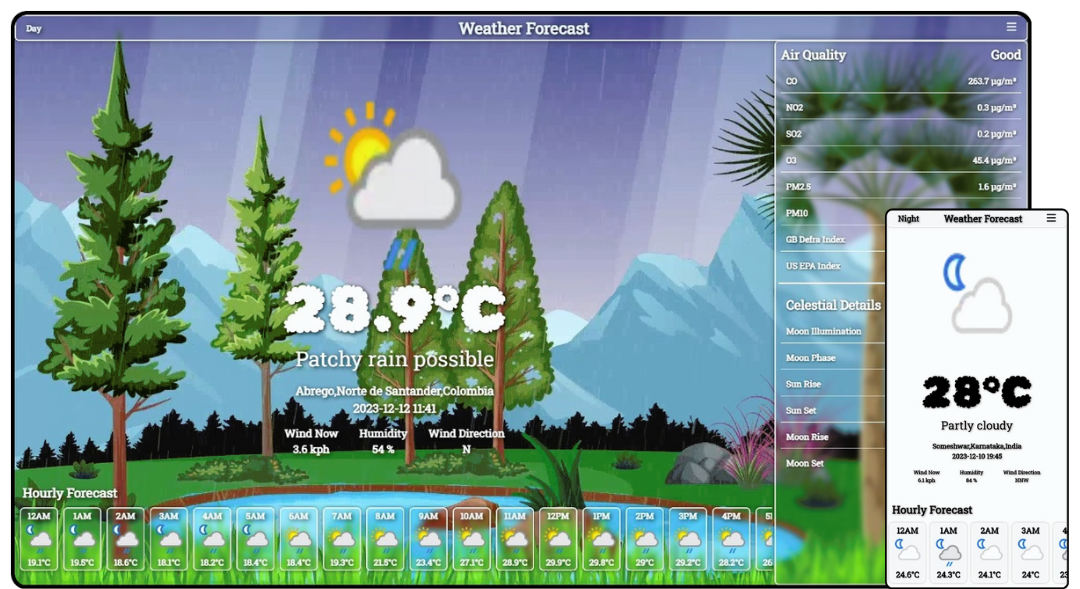 Day
Weather Forecast
Air Quality Good
CO 263.7 µg/m³
NO2 0.3 µg/m³
SO2 0.2 µg/m³
O3 45.4 µg/m³
PM2.5 1.6 µg/m³
PM10
GB Defra Index
US EPA Index
Celestial Details
Moon Illumination
Moon Phase
Sun Rise
Sun Set
Moon Rise
Moon Set
28.9°C
Patchy rain possible
Abrego,Norte de Santander,Colombia
2023-12-12 11:41
Wind Now Humidity Wind Direction
3.6 kph 54 % N
Hourly Forecast
12AM 1AM 2AM 3AM 4AM 5AM 6AM 7AM 8AM 9AM 10AM 11AM 12PM 1PM 2PM 3PM 4PM 5
19.1°C 19.5°C 18.6°C 18.1°C 18.2°C 18.4°C 18.4°C 19.3°C 21.5°C 23.4°C 27.1°C 28.9°C 29.9°C 29.8°C 29°C 29.2°C 28.2°C 26
Night Weather Forecast
28°C
Partly cloudy
Someshwar,Karnataka,India
2023-12-10 19:45
Wind Now Humidity Wind Direction
6.1 kph 84 % NNW
Hourly Forecast
12AM 1AM 2AM 3AM 4
24.6°C 24.3°C 24.1°C 24°C 23